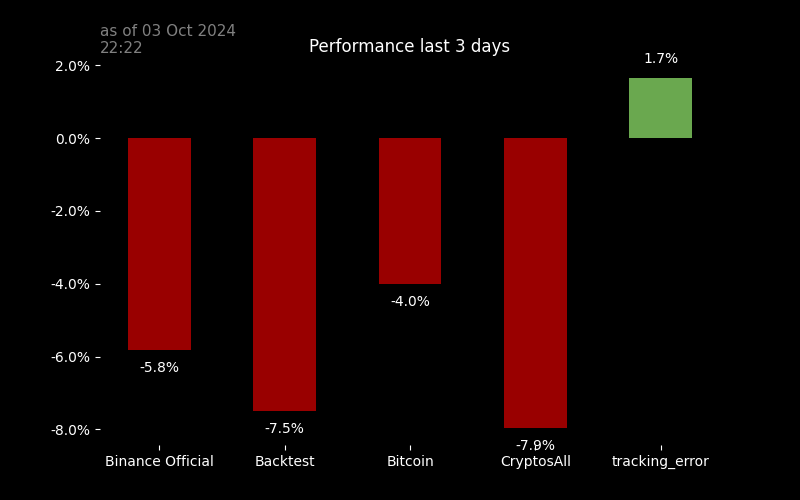 as of 03 Oct 2024
22:22
Performance last 3 days
2.0%
0.0%
-2.0%
-4.0%
-6.0%
-8.0%
-5.8%
-7.5%
-4.0%
-7.9%
1.7%
Binance Official
Backtest
Bitcoin
CryptosAll
tracking_error